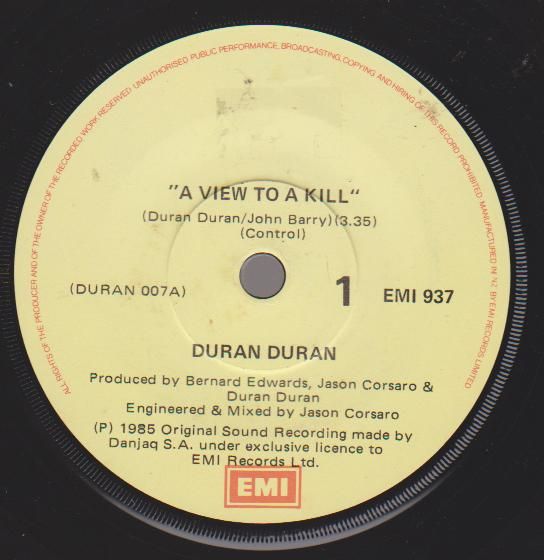 ALL RIGHTS OF THE PRODUCER AND OF THE OWNER OF THE RECORDED WORK RESERVED UNAUTHORISED PUBLIC PERFORMANCE, BROADCASTING, COPYING AND HIRING OF THIS RECORD PROHIBITED MANUFACTURED IN N.Z. BY EMI RECORDS LIMITED
"A VIEW TO A KILL"
(Duran Duran/John Barry)(3.35)
(Control)
(DURAN 007A) 1 EMI 937
DURAN DURAN
Produced by Bernard Edwards, Jason Corsaro &
Duran Duran
Engineered & Mixed by Jason Corsaro
(P) 1985 Original Sound Recording made by
Danjaq S.A. under exclusive licence to
EMI Records Ltd.
EMI